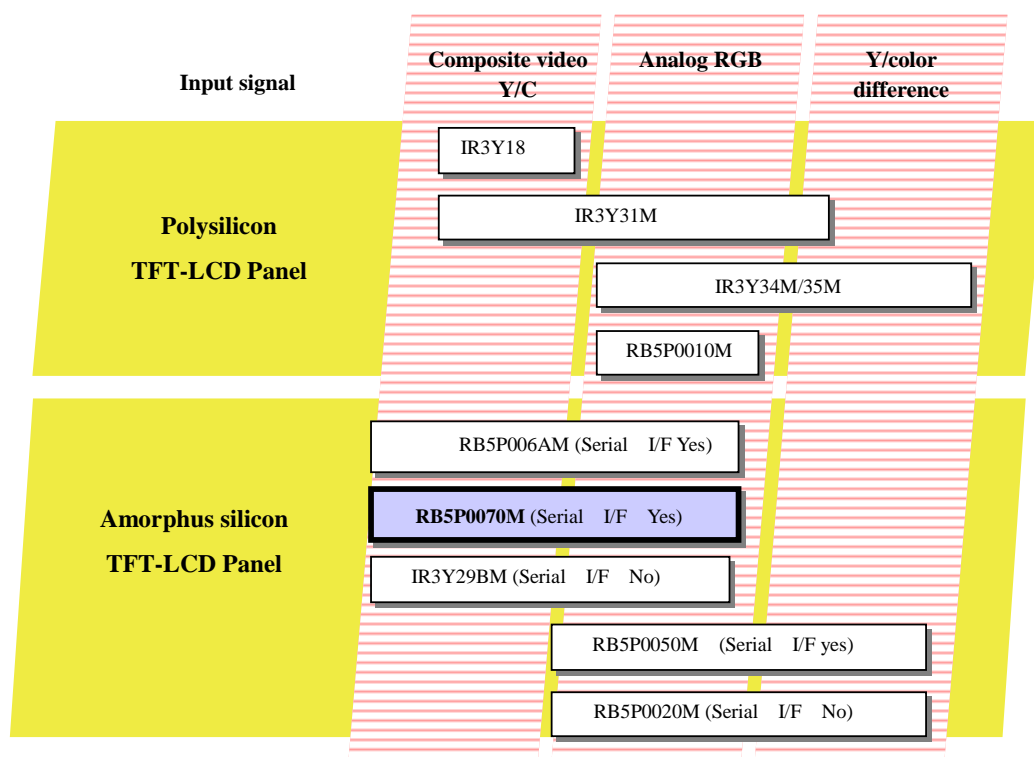 Input signal
Composite video
Y/C
Analog RGB
Y/color
difference
Polysilicon
TFT-LCD Panel
IR3Y18
IR3Y31M
IR3Y34M/35M
RB5P0010M
Amorphus silicon
TFT-LCD Panel
RB5P006AM (Serial I/F Yes)
RB5P0070M (Serial I/F Yes)
IR3Y29BM (Serial I/F No)
RB5P0050M (Serial I/F yes)
RB5P0020M (Serial I/F No)